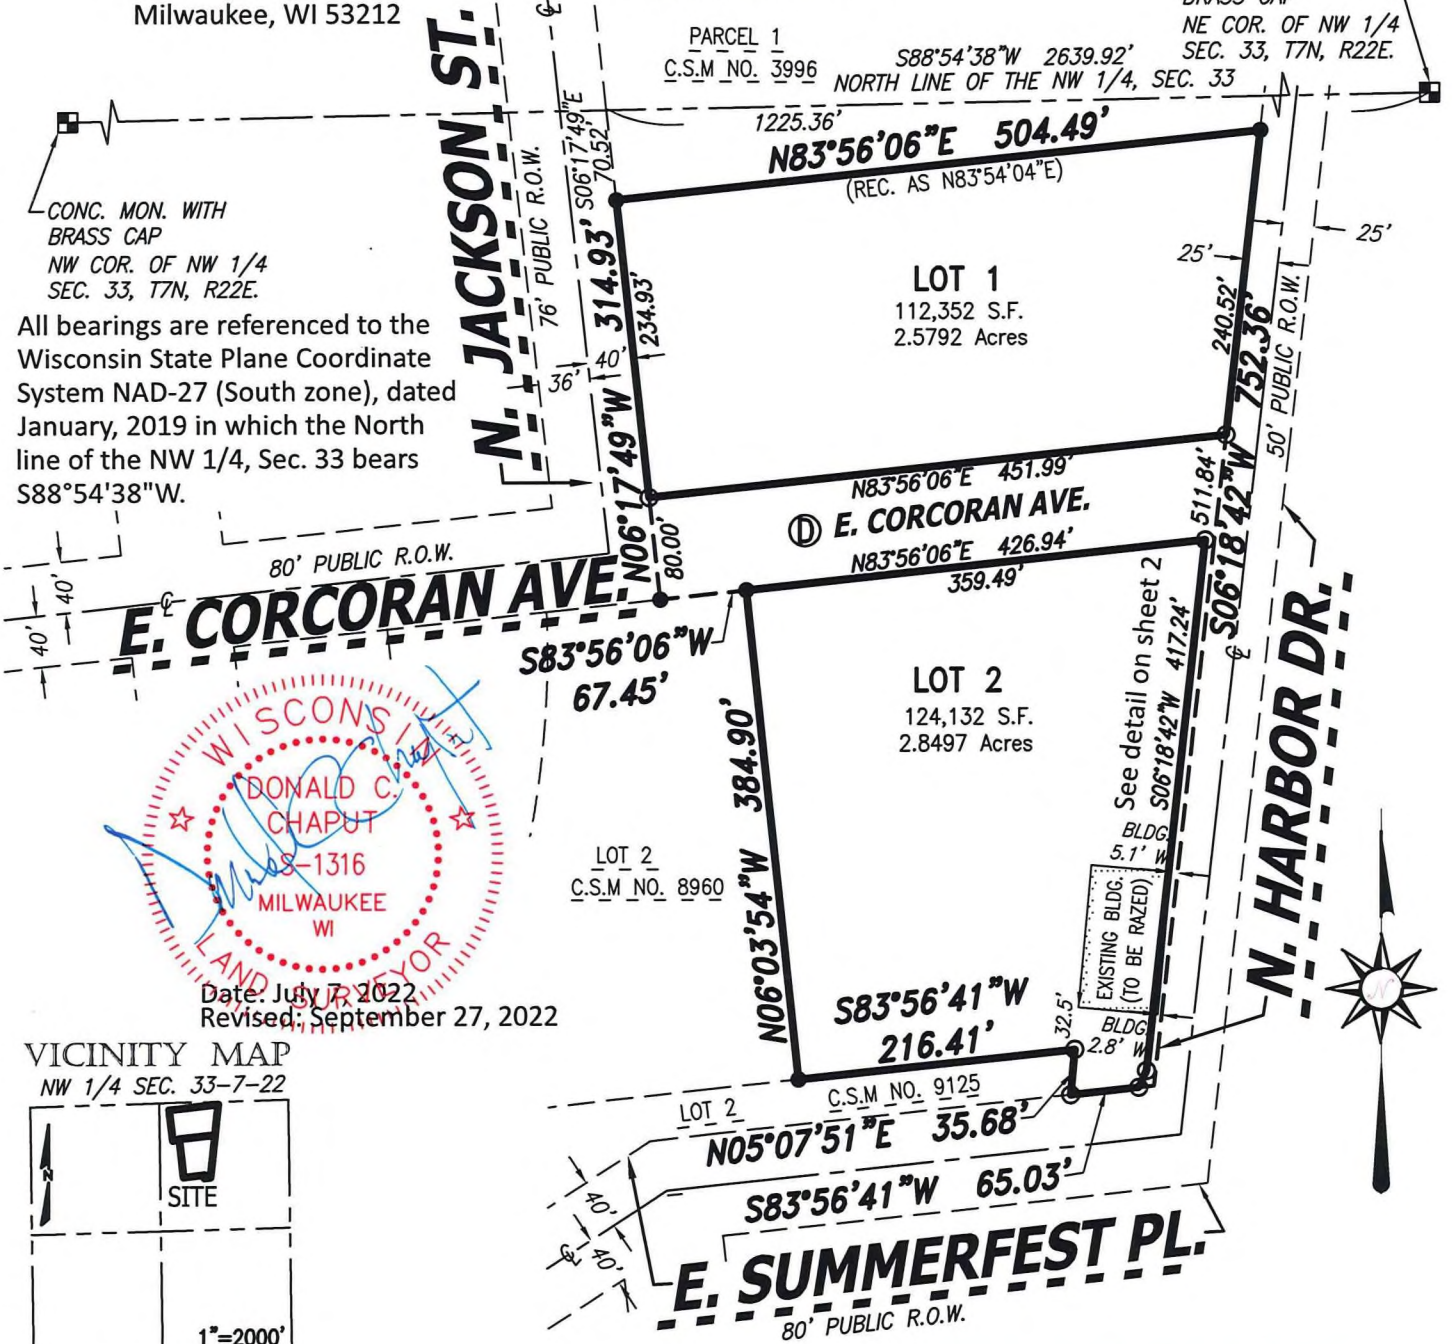 Milwaukee, WI 53212
N. JACKSON ST.
PARCEL 1
C.S.M NO. 3996
S88°54'38"W 2639.92'
NORTH LINE OF THE NW 1/4, SEC. 33
NE COR. OF NW 1/4
SEC. 33, T7N, R22E.
1225.36'
N83°56'06"E 504.49'
(REC. AS N83°54'04"E)
S06°17'49"E
70.52'
76' PUBLIC R.O.W.
CONC. MON. WITH
BRASS CAP
NW COR. OF NW 1/4
SEC. 33, T7N, R22E.
All bearings are referenced to the
Wisconsin State Plane Coordinate
System NAD-27 (South zone), dated
January, 2019 in which the North
line of the NW 1/4, Sec. 33 bears
S88°54'38"W.
N06°17'49"W 314.93'
234.93'
40'
36'
LOT 1
112,352 S.F.
2.5792 Acres
25'
25'
240.52'
S06°18'42"W 752.36'
50' PUBLIC R.O.W.
N83°56'06"E 451.99'
D E. CORCORAN AVE.
N83°56'06"E 426.94'
359.49'
511.84'
80.00'
80' PUBLIC R.O.W.
E. CORCORAN AVE.
40'
40'
S83°56'06"W
67.45'
LOT 2
124,132 S.F.
2.8497 Acres
See detail on sheet 2
S06°18'42"W 417.24'
N. HARBOR DR.
N06°03'54"W 384.90'
LOT 2
C.S.M NO. 8960
BLDG.
5.1' W
EXISTING BLDG.
(TO BE RAZED)
BLDG
2.8' W
32.5'
WISCONSIN
DONALD C.
CHAPUT
S-1316
MILWAUKEE
WI
LAND SURVEYOR
Date: July 7, 2022
Revised: September 27, 2022
S83°56'41"W
216.41'
LOT 2
C.S.M NO. 9125
N05°07'51"E 35.68'
S83°56'41"W 65.03'
40'
40'
E. SUMMERFEST PL.
80' PUBLIC R.O.W.
N
VICINITY MAP
NW 1/4 SEC. 33-7-22
N
SITE
1"=2000'